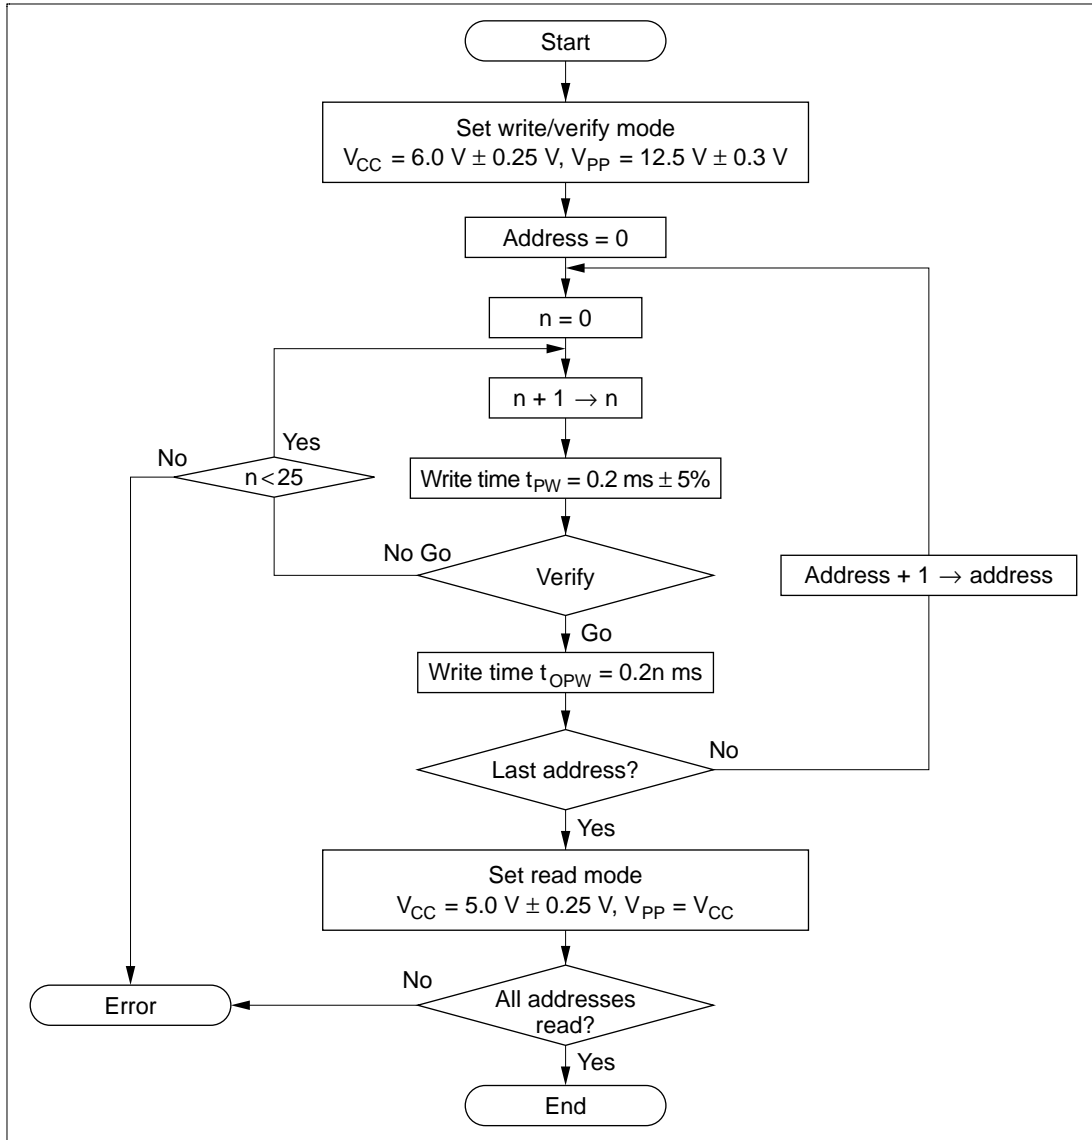 Start
Set write/verify mode
VCC = 6.0 V ± 0.25 V, VPP = 12.5 V ± 0.3 V
Address = 0
n = 0
n + 1 → n
Yes
No
n < 25
Write time tPW = 0.2 ms ± 5%
No Go
Verify
Address + 1 → address
Go
Write time tOPW = 0.2n ms
No
Last address?
Yes
Set read mode
VCC = 5.0 V ± 0.25 V, VPP = VCC
No
Error
All addresses
read?
Yes
End